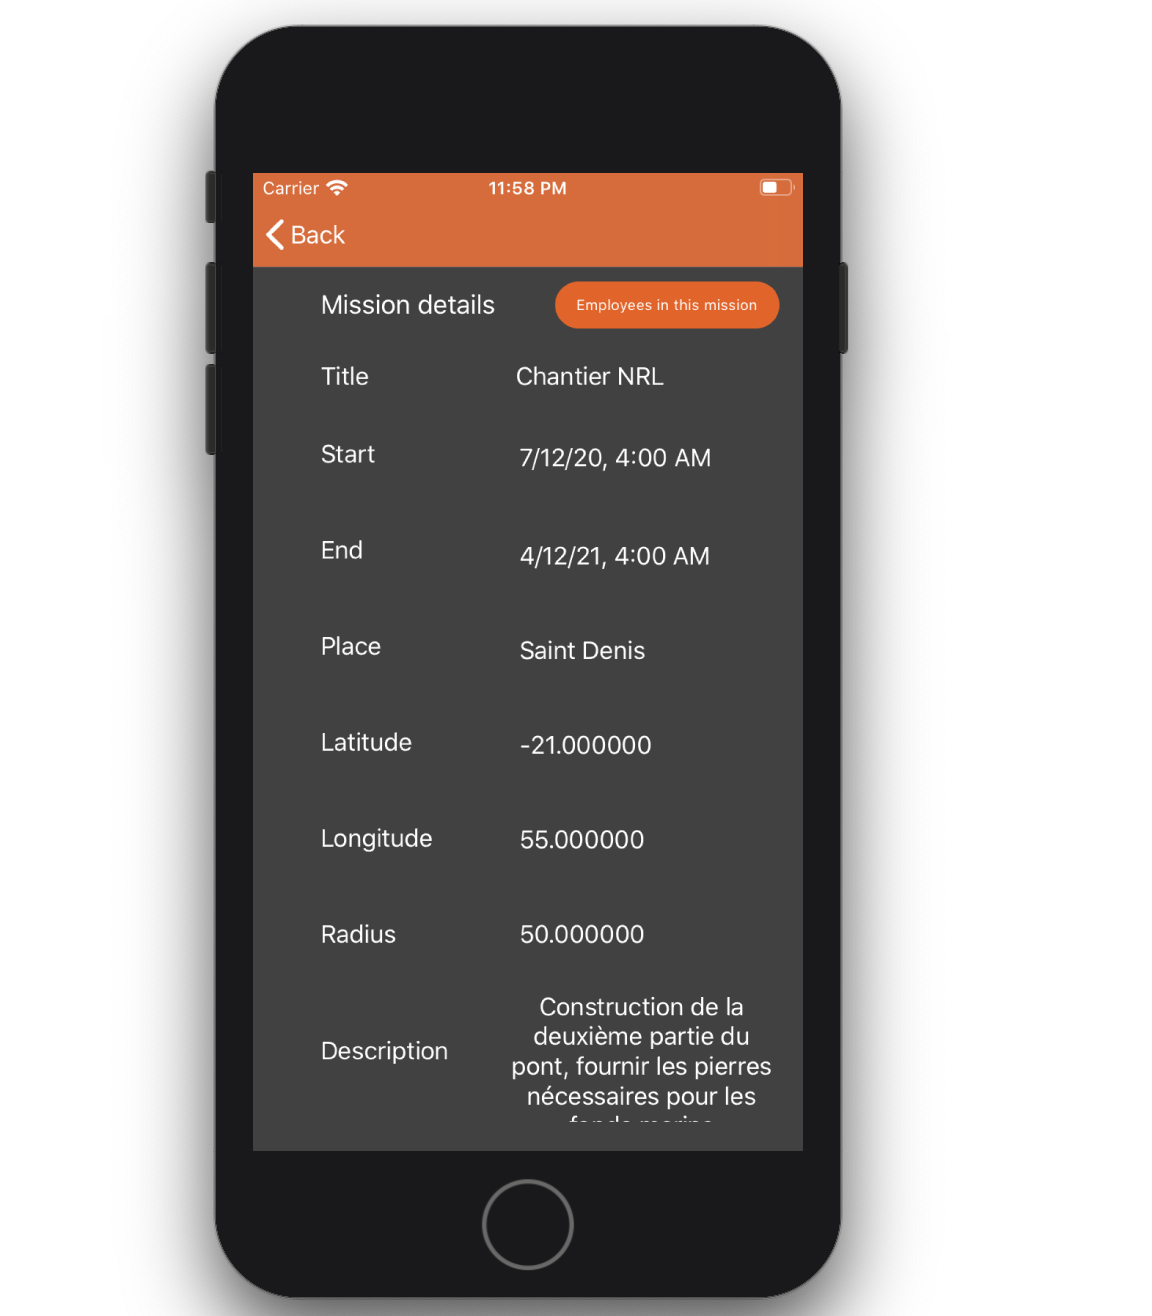 Carrier 11:58 PM
Back
Mission details Employees in this mission
Title Chantier NRL
Start 7/12/20, 4:00 AM
End 4/12/21, 4:00 AM
Place Saint Denis
Latitude -21.000000
Longitude 55.000000
Radius 50.000000
Description
Construction de la
deuxième partie du
pont, fournir les pierres
nécessaires pour les
fonds marins